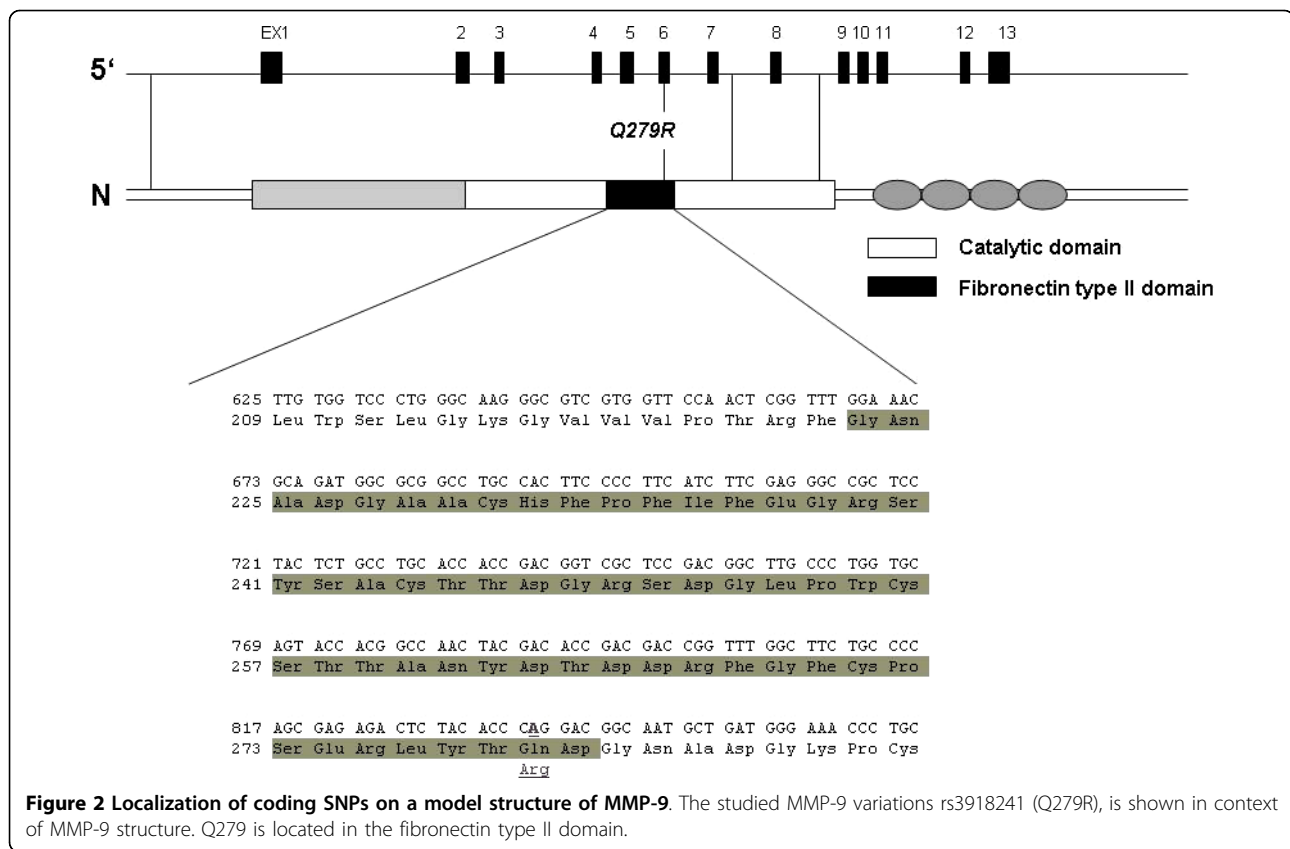 EX1 2 3 4 5 6 7 8 9 10 11 12 13
5‘
Q279R
N
Catalytic domain
Fibronectin type II domain
625 TTG TGG TCC CTG GGC AAG GGC GTC GTG GTT CCA ACT CGG TTT GGA AAC
209 Leu Trp Ser Leu Gly Lys Gly Val Val Val Pro Thr Arg Phe Gly Asn
673 GCA GAT GGC GCG GCC TGC CAC TTC CCC TTC ATC TTC GAG GGC CGC TCC
225 Ala Asp Gly Ala Ala Cys His Phe Pro Phe Ile Phe Glu Gly Arg Ser
721 TAC TCT GCC TGC ACC ACC GAC GGT CGC TCC GAC GGC TTG CCC TGG TGC
241 Tyr Ser Ala Cys Thr Thr Asp Gly Arg Ser Asp Gly Leu Pro Trp Cys
769 AGT ACC ACG GCC AAC TAC GAC ACC GAC GAC CGG TTT GGC TTC TGC CCC
257 Ser Thr Thr Ala Asn Tyr Asp Thr Asp Asp Arg Phe Gly Phe Cys Pro
817 AGC GAG AGA CTC TAC ACC CAG GAC GGC AAT GCT GAT GGG AAA CCC TGC
273 Ser Glu Arg Leu Tyr Thr Gln Asp Gly Asn Ala Asp Gly Lys Pro Cys
Arg
Figure 2 Localization of coding SNPs on a model structure of MMP-9. The studied MMP-9 variations rs3918241 (Q279R), is shown in context
of MMP-9 structure. Q279 is located in the fibronectin type II domain.